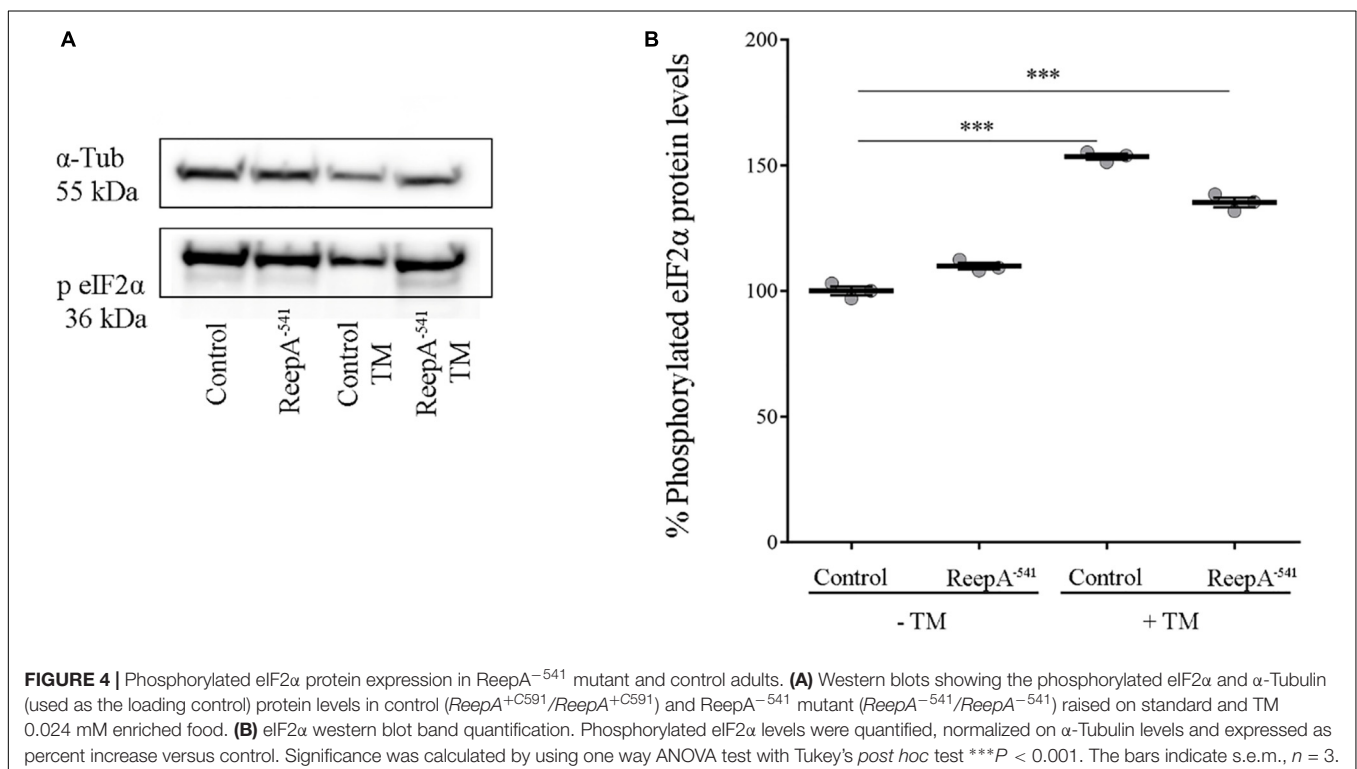 A
α-Tub
55 kDa
p eIF2α
36 kDa
Control
ReepA⁻⁵⁴¹
Control
TM
ReepA⁻⁵⁴¹
TM
B
% Phosphorylated eIF2α protein levels
200
150
100
50
0
***
***
Control
ReepA⁻⁵⁴¹
Control
ReepA⁻⁵⁴¹
- TM
+ TM
FIGURE 4 | Phosphorylated eIF2α protein expression in ReepA⁻⁵⁴¹ mutant and control adults. (A) Western blots showing the phosphorylated eIF2α and α-Tubulin
(used as the loading control) protein levels in control (ReepA⁺ᶜ⁵⁹¹/ReepA⁺ᶜ⁵⁹¹) and ReepA⁻⁵⁴¹ mutant (ReepA⁻⁵⁴¹/ReepA⁻⁵⁴¹) raised on standard and TM
0.024 mM enriched food. (B) eIF2α western blot band quantification. Phosphorylated eIF2α levels were quantified, normalized on α-Tubulin levels and expressed as
percent increase versus control. Significance was calculated by using one way ANOVA test with Tukey's post hoc test ***P < 0.001. The bars indicate s.e.m., n = 3.